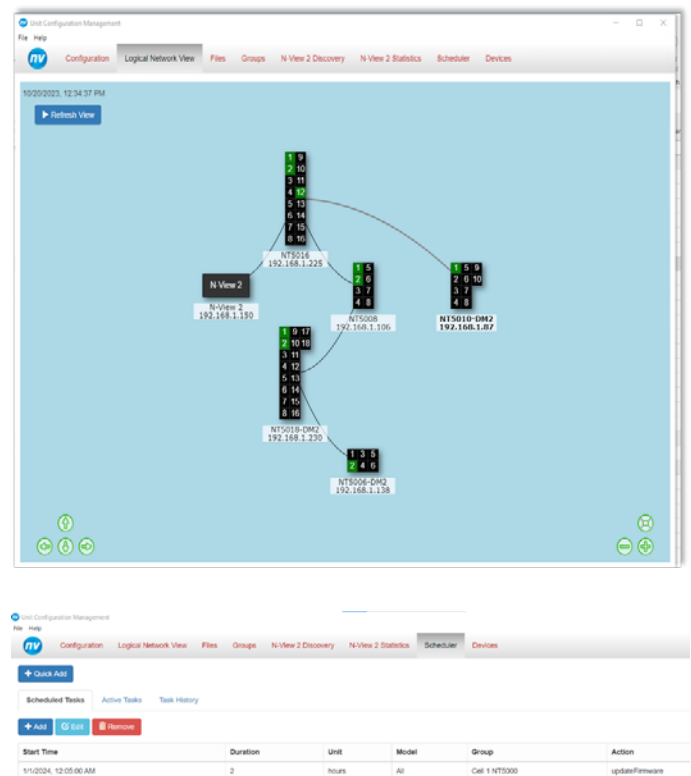 Unit Configuration Management
File Help
nv Configuration Logical Network View Files Groups N-View 2 Discovery N-View 2 Statistics Scheduler Devices
10/20/2023, 12:34:37 PM
Refresh View
1 9
2 10
3 11
4 12
5 13
6 14
7 15
8 16
NT5016
192.168.1.225
N-View 2
N-View 2
192.168.1.150
1 5
2 6
3 7
4 8
NT5008
192.168.1.106
1 5 9
2 6 10
3 7
4 8
NT5010-DM2
192.168.1.87
1 9 17
2 10 18
3 11
4 12
5 13
6 14
7 15
8 16
NT5018-DM2
192.168.1.230
1 3 5
2 4 6
NT5006-DM2
192.168.1.138
Unit Configuration Management
File Help
nv Configuration Logical Network View Files Groups N-View 2 Discovery N-View 2 Statistics Scheduler Devices
+ Quick Add
Scheduled Tasks Active Tasks Task History
+ Add Edit Remove
Start Time Duration Unit Model Group Action
1/1/2024, 12:05:00 AM 2 hours All Cell 1 NT5000 updateFirmware